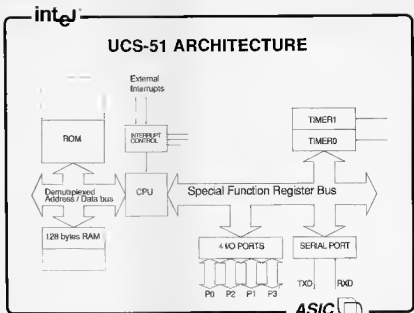 intel
UCS-51 ARCHITECTURE
External
Interrupts
TIMER1
TIMER0
ROM
INTERRUPT
CONTROL
Demultiplexed
Address / Data bus
CPU
Special Function Register Bus
128 bytes RAM
4 I/O PORTS
SERIAL PORT
TXD RXD
P0 P2 P1 P3
ASIC